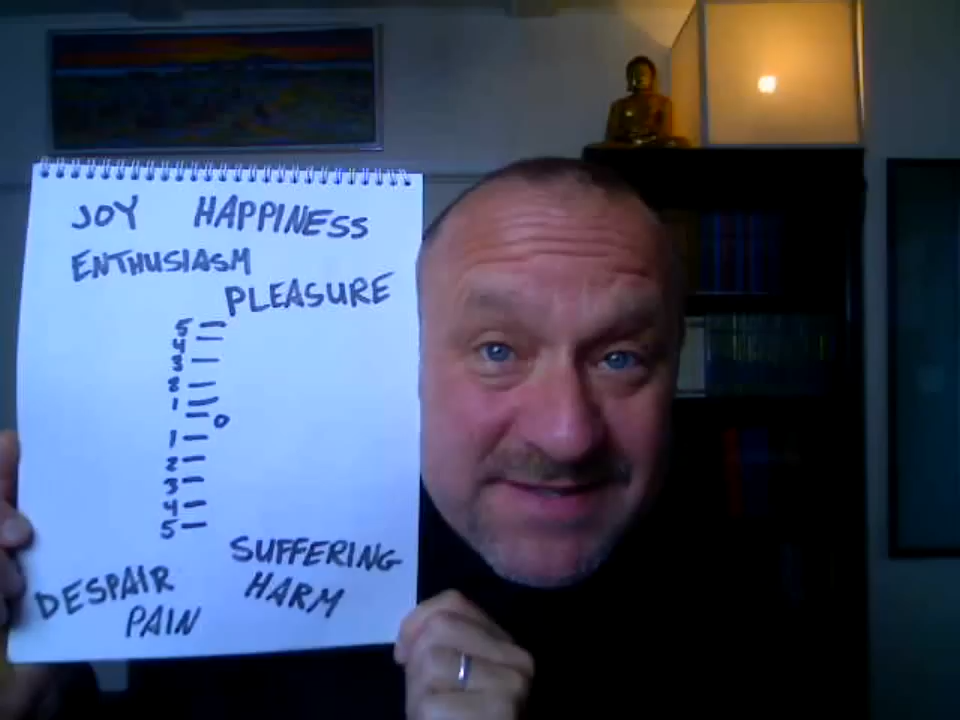 JOY HAPPINESS
ENTHUSIASM
PLEASURE
5
4
3
2
1
0
1
2
3
4
5
SUFFERING
DESPAIR HARM
PAIN